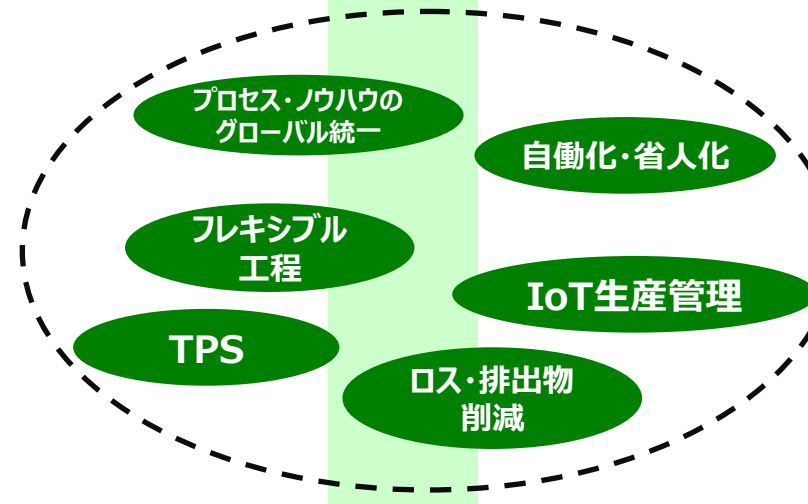 プロセス・ノウハウの
グローバル統一
自働化・省人化
フレキシブル
工程
IoT生産管理
TPS
ロス・排出物
削減